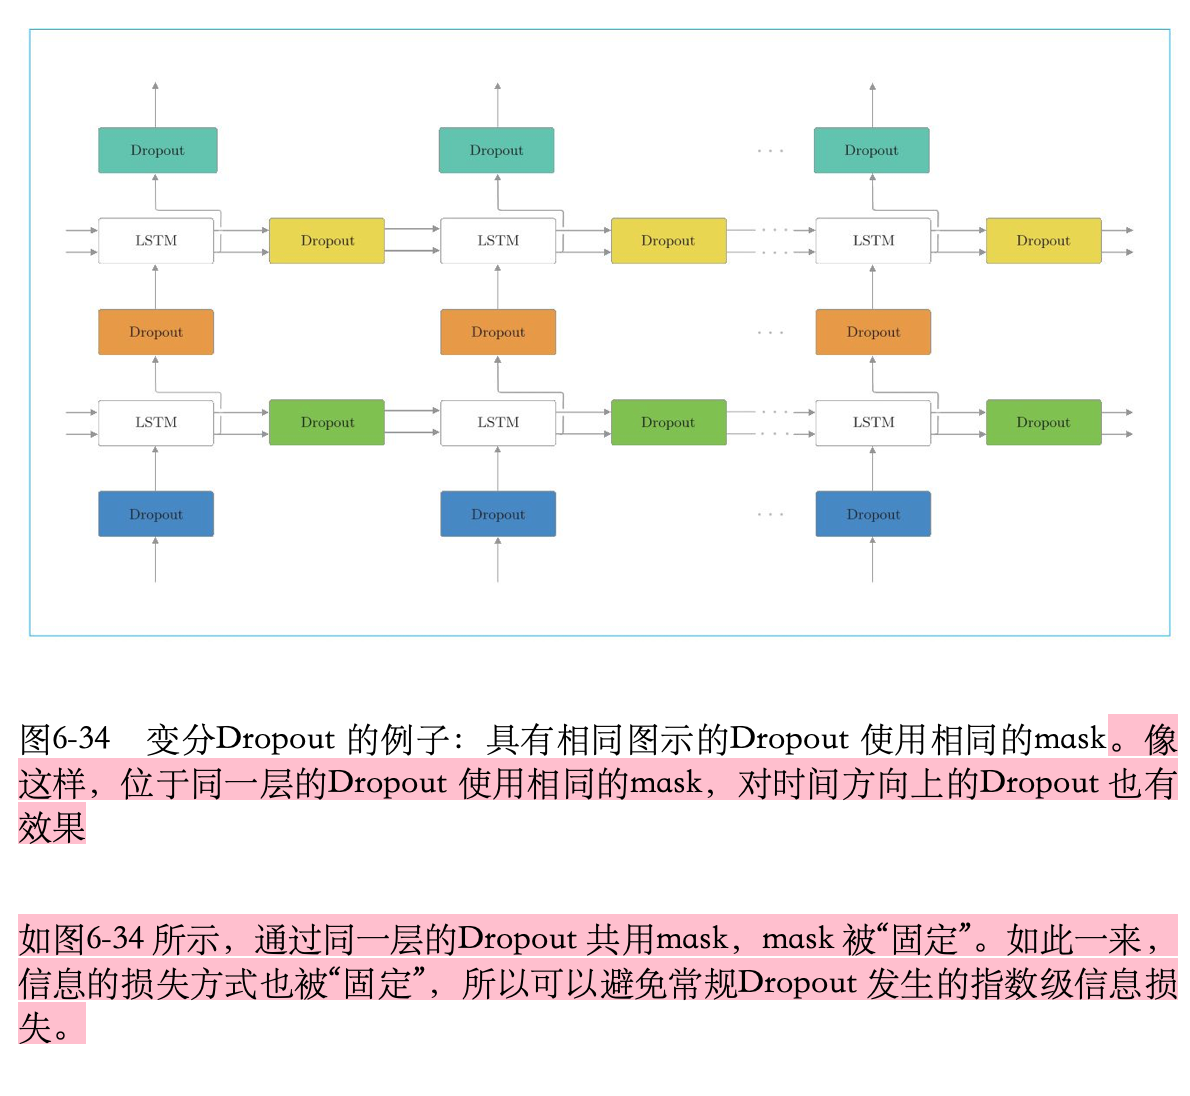 Dropout Dropout · · · Dropout
LSTM Dropout LSTM Dropout · · · LSTM Dropout
Dropout Dropout · · · Dropout
LSTM Dropout LSTM Dropout · · · LSTM Dropout
Dropout Dropout · · · Dropout
图6-34 变分Dropout 的例子：具有相同图示的Dropout 使用相同的mask。像
这样，位于同一层的Dropout 使用相同的mask，对时间方向上的Dropout 也有
效果
如图6-34 所示，通过同一层的Dropout 共用mask，mask 被“固定”。如此一来，
信息的损失方式也被“固定”，所以可以避免常规Dropout 发生的指数级信息损
失。